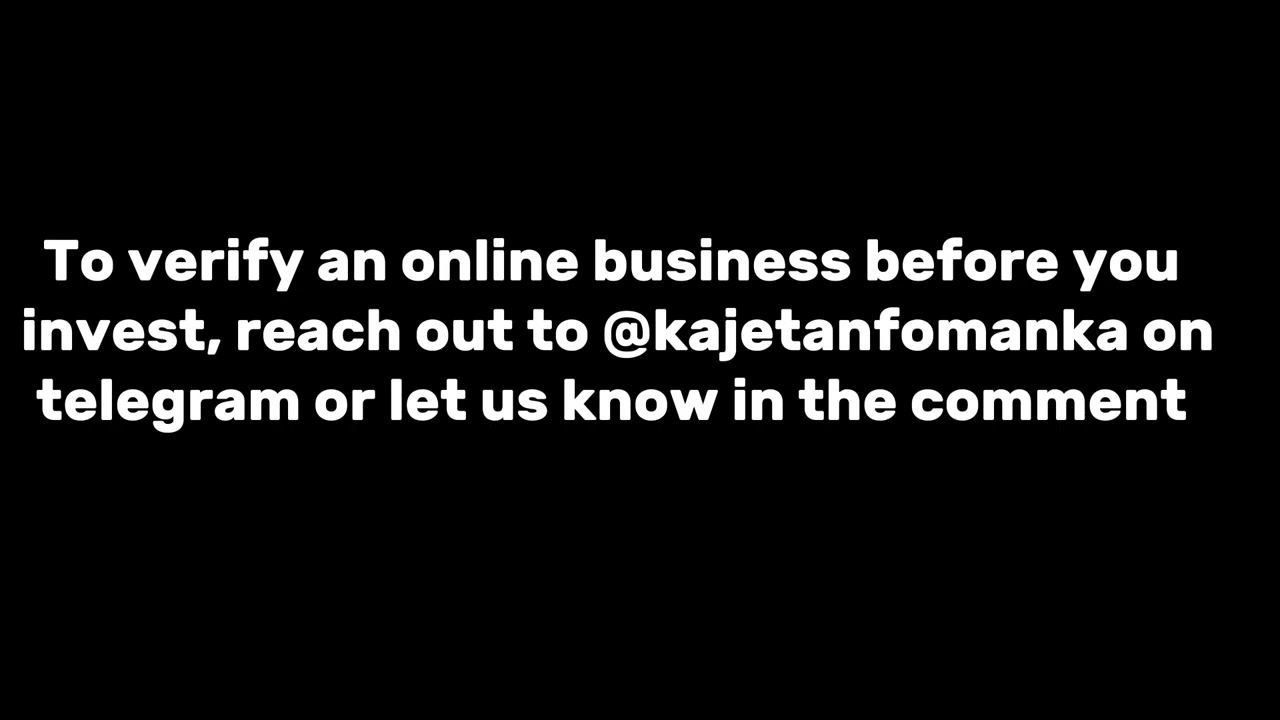 To verify an online business before you
invest, reach out to @kajetanfomanka on
telegram or let us know in the comment